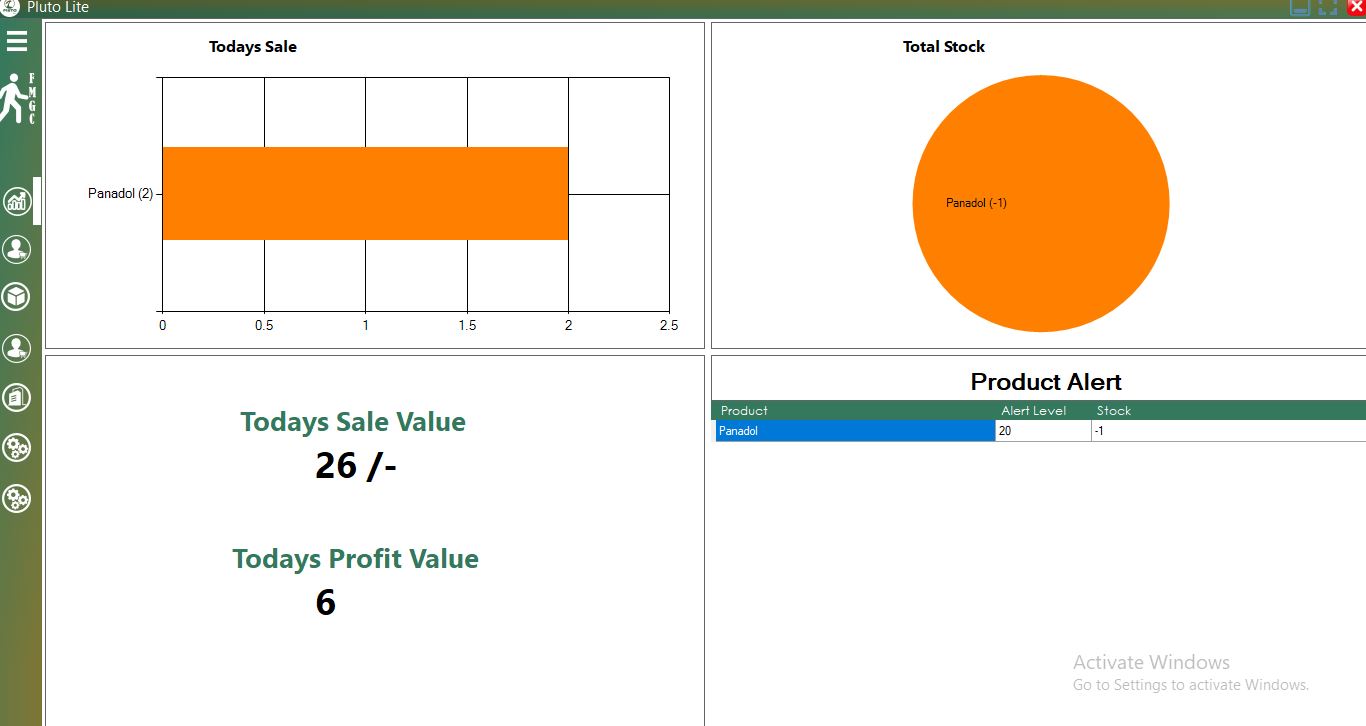 Pluto Lite
F
M
G
C
Todays Sale
Panadol (2)
0 0.5 1 1.5 2 2.5
Total Stock
Panadol (-1)
Todays Sale Value
26 /-
Todays Profit Value
6
Product Alert
Product Alert Level Stock
Panadol 20 -1
Activate Windows
Go to Settings to activate Windows.